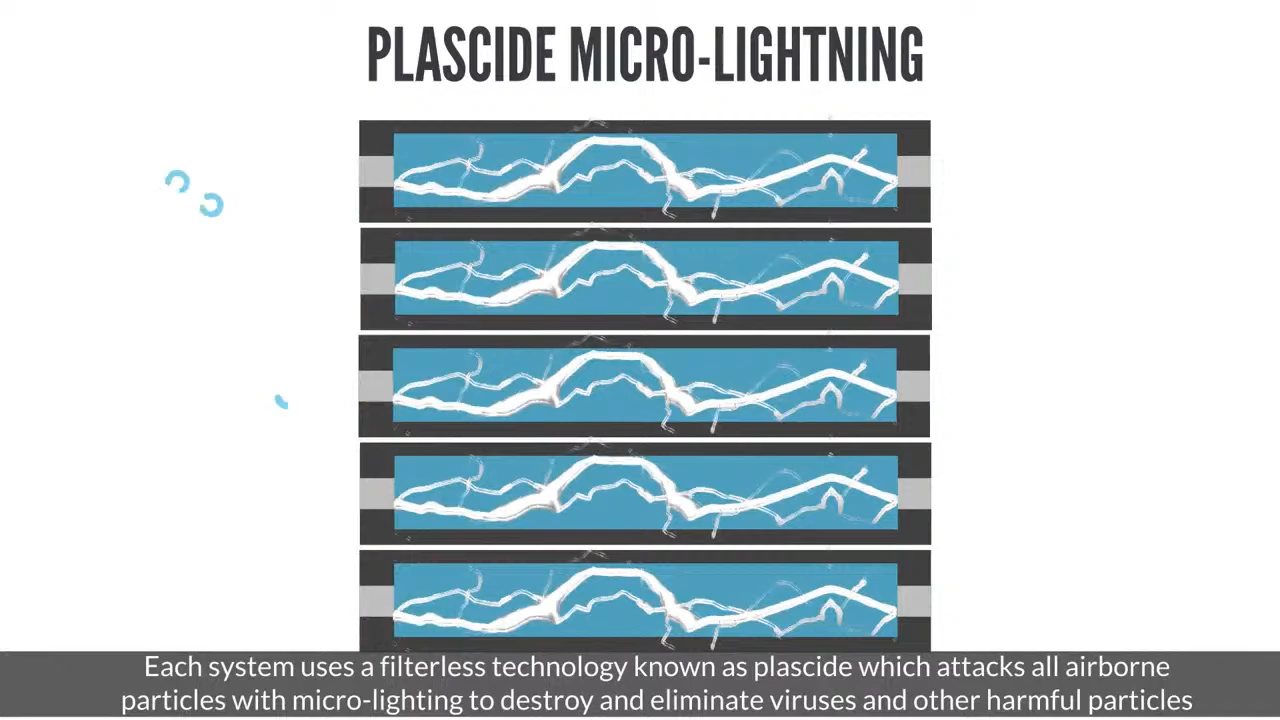 PLASCIDE MICRO-LIGHTNING
Each system uses a filterless technology known as plascide which attacks all airborne
particles with micro-lighting to destroy and eliminate viruses and other harmful particles